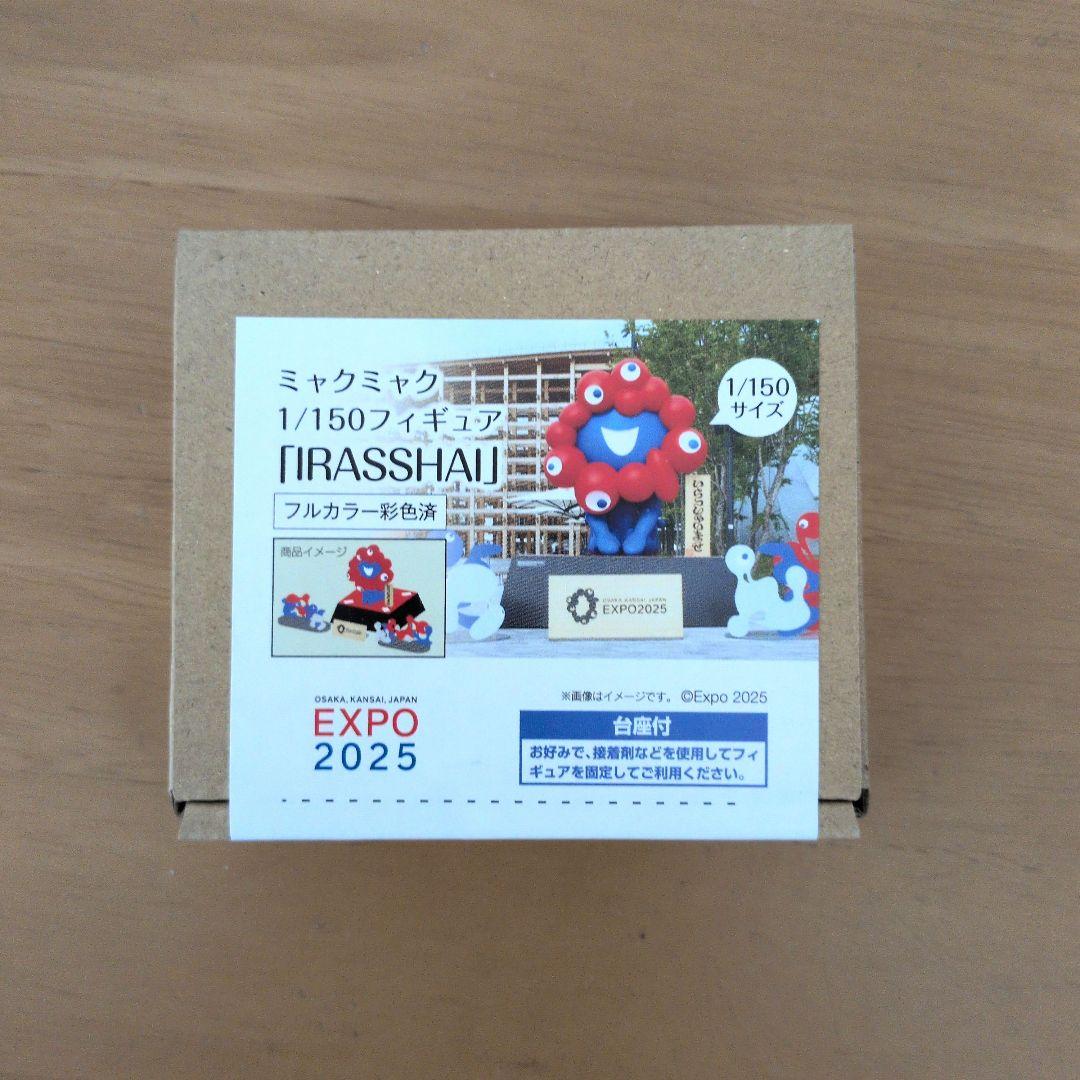 ミャクミャク
1/150フィギュア
「IRASSHAI」
フルカラー彩色済
1/150
サイズ
商品イメージ
OSAKA, KANSAI, JAPAN
EXPO2025
※画像はイメージです。 ©Expo 2025
OSAKA, KANSAI, JAPAN
EXPO
2025
台座付
お好みで、接着剤などを使用してフィ
ギュアを固定してご利用ください。